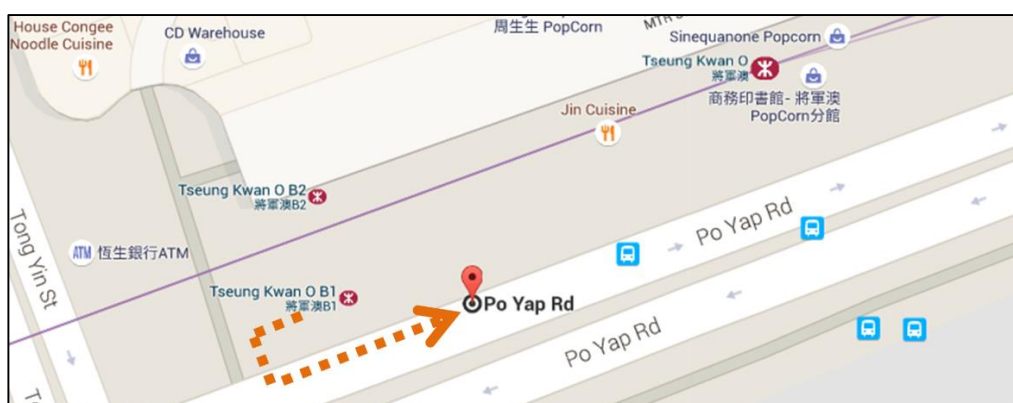 House Congee
Noodle Cuisine
CD Warehouse
周生生 PopCorn
Sinequanone Popcorn
Tseung Kwan O
將軍澳
商務印書館- 將軍澳
PopCorn分館
Jin Cuisine
Tseung Kwan O B2
將軍澳B2
Tong Yin St
ATM 恆生銀行ATM
Tseung Kwan O B1
將軍澳B1
Po Yap Rd
Po Yap Rd
Po Yap Rd